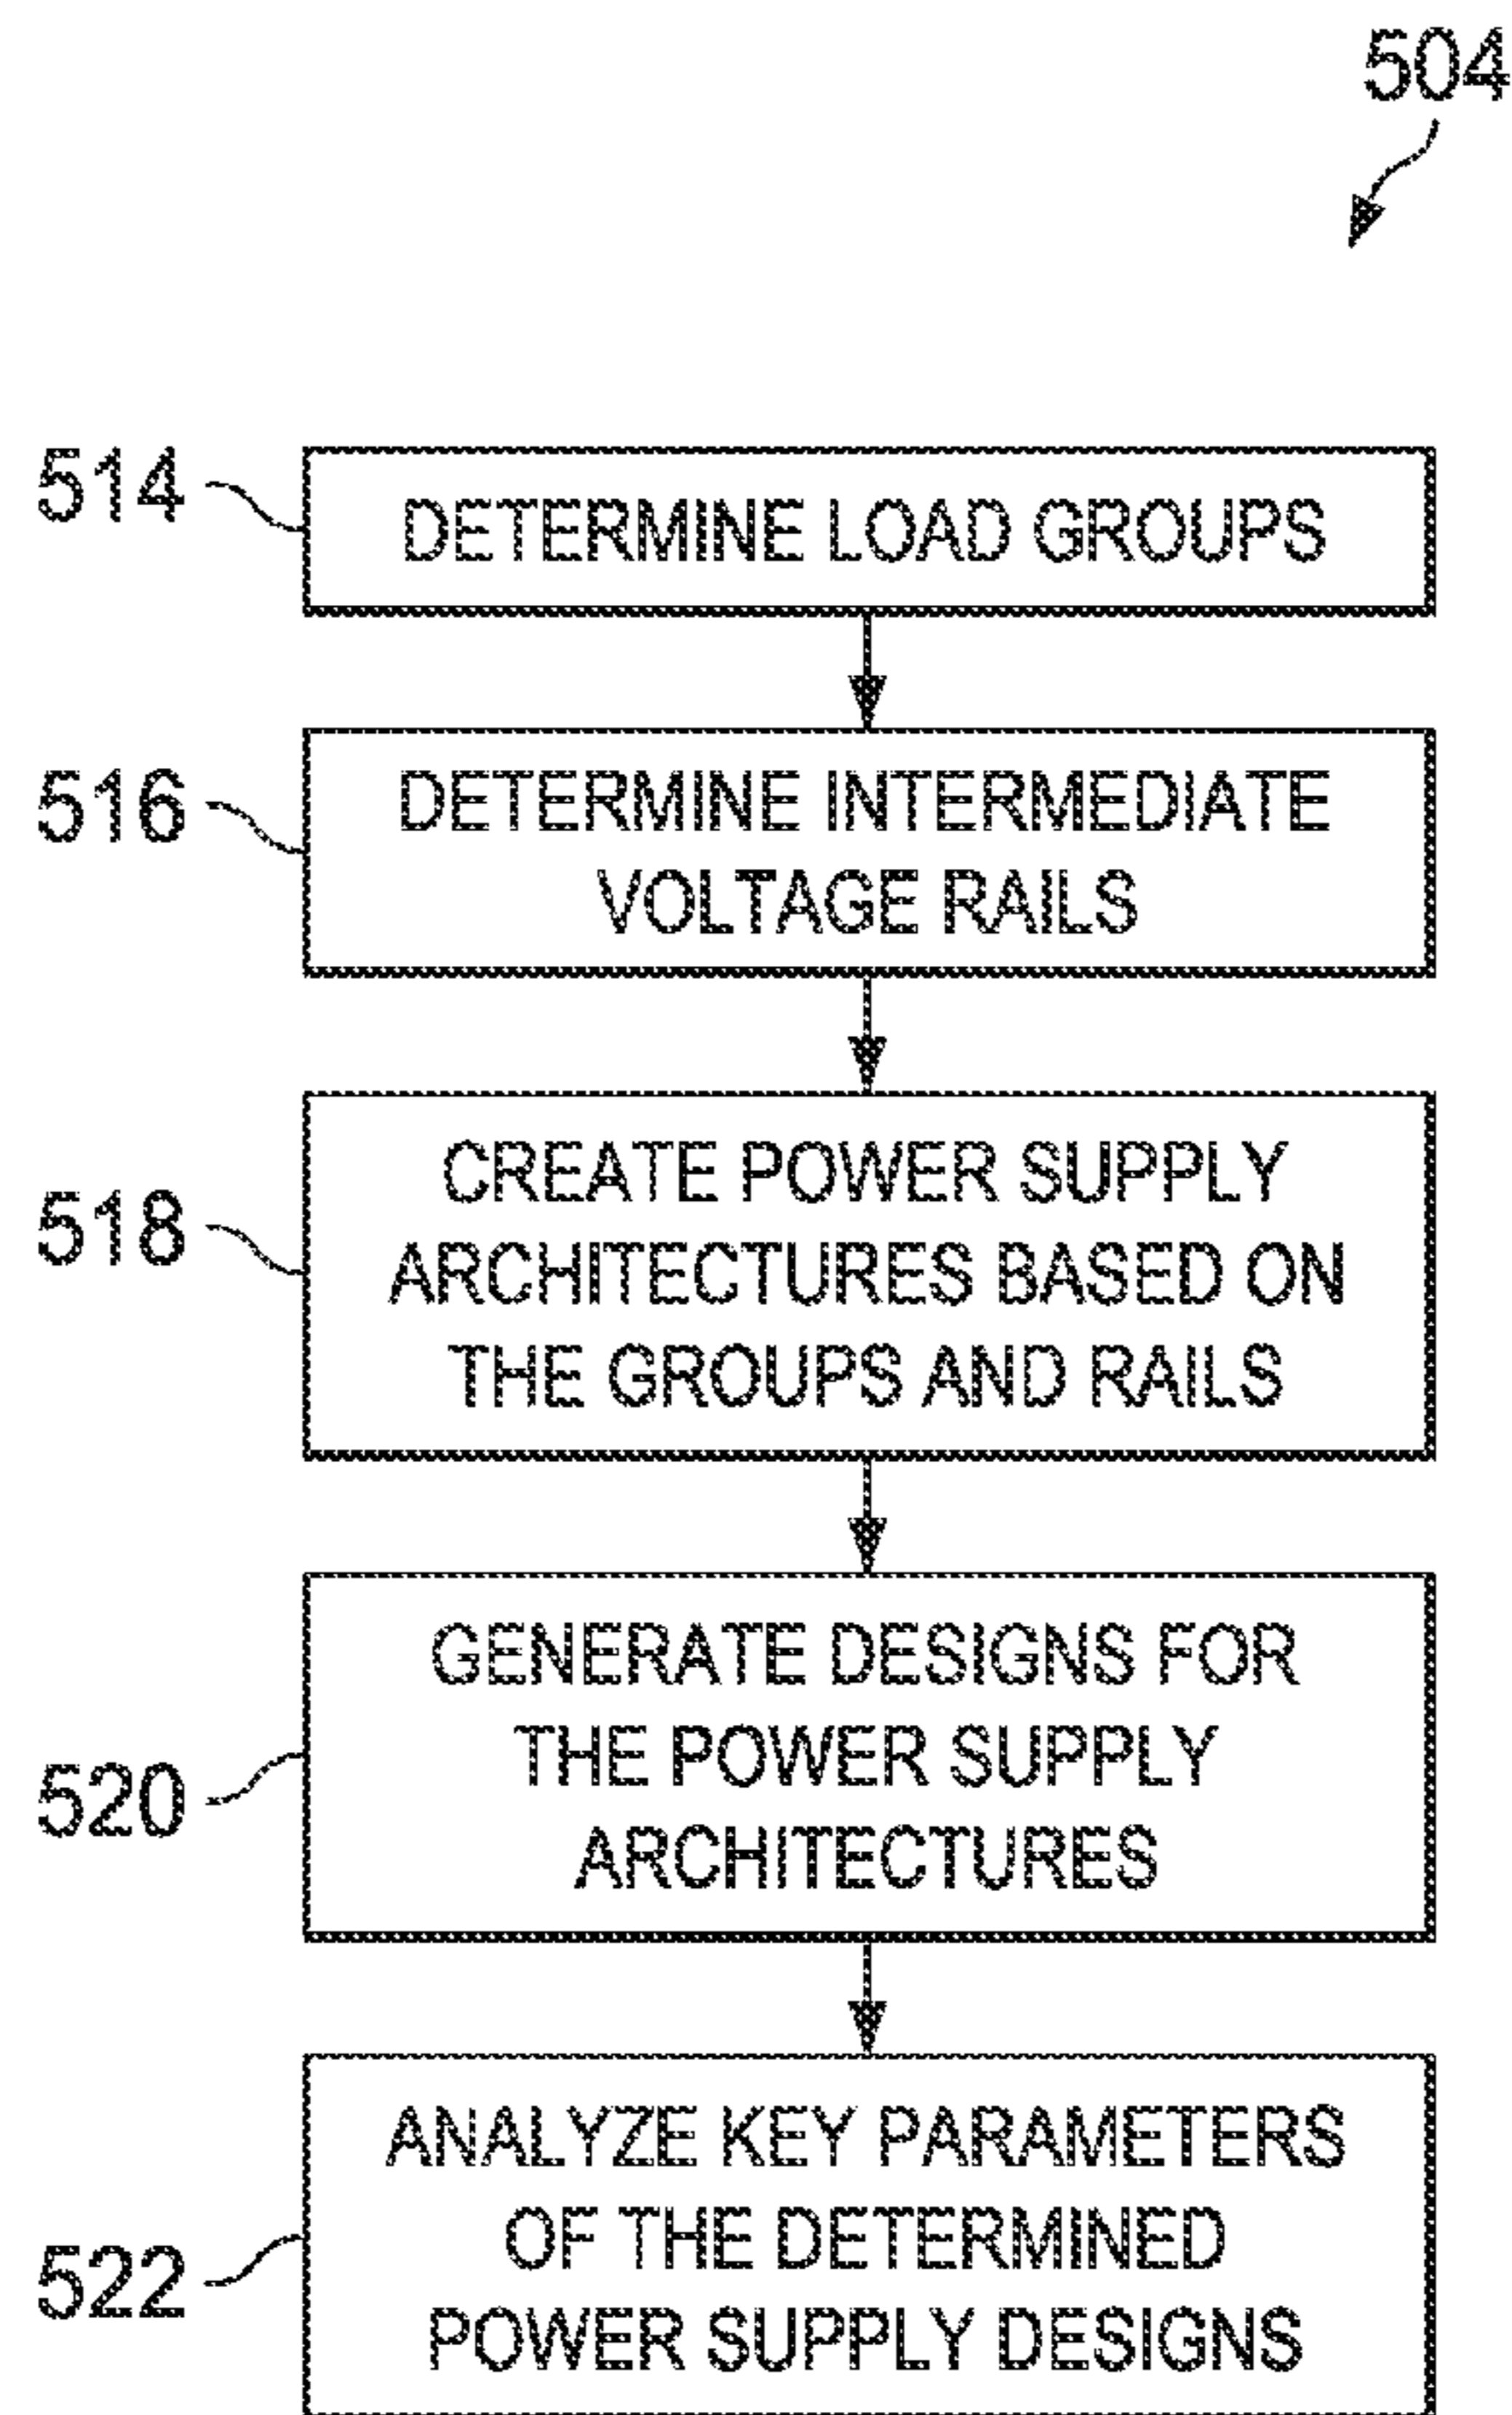 504
514
DETERMINE LOAD GROUPS
516
DETERMINE INTERMEDIATE
VOLTAGE RAILS
518
CREATE POWER SUPPLY
ARCHITECTURES BASED ON
THE GROUPS AND RAILS
520
GENERATE DESIGNS FOR
THE POWER SUPPLY
ARCHITECTURES
522
ANALYZE KEY PARAMETERS
OF THE DETERMINED
POWER SUPPLY DESIGNS